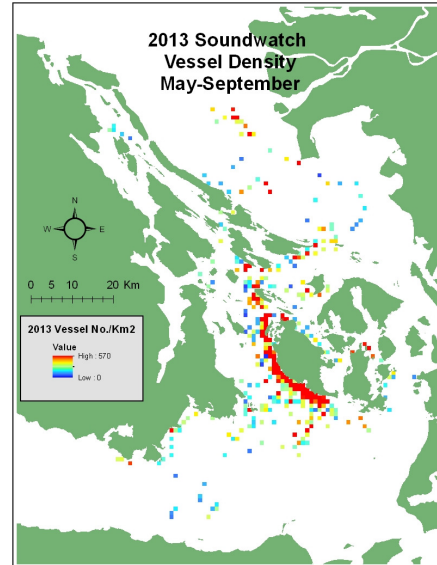 2013 Soundwatch
Vessel Density
May-September
N
W E
S
0 5 10 20 Km
2013 Vessel No./Km2
Value
High : 570
Low : 0